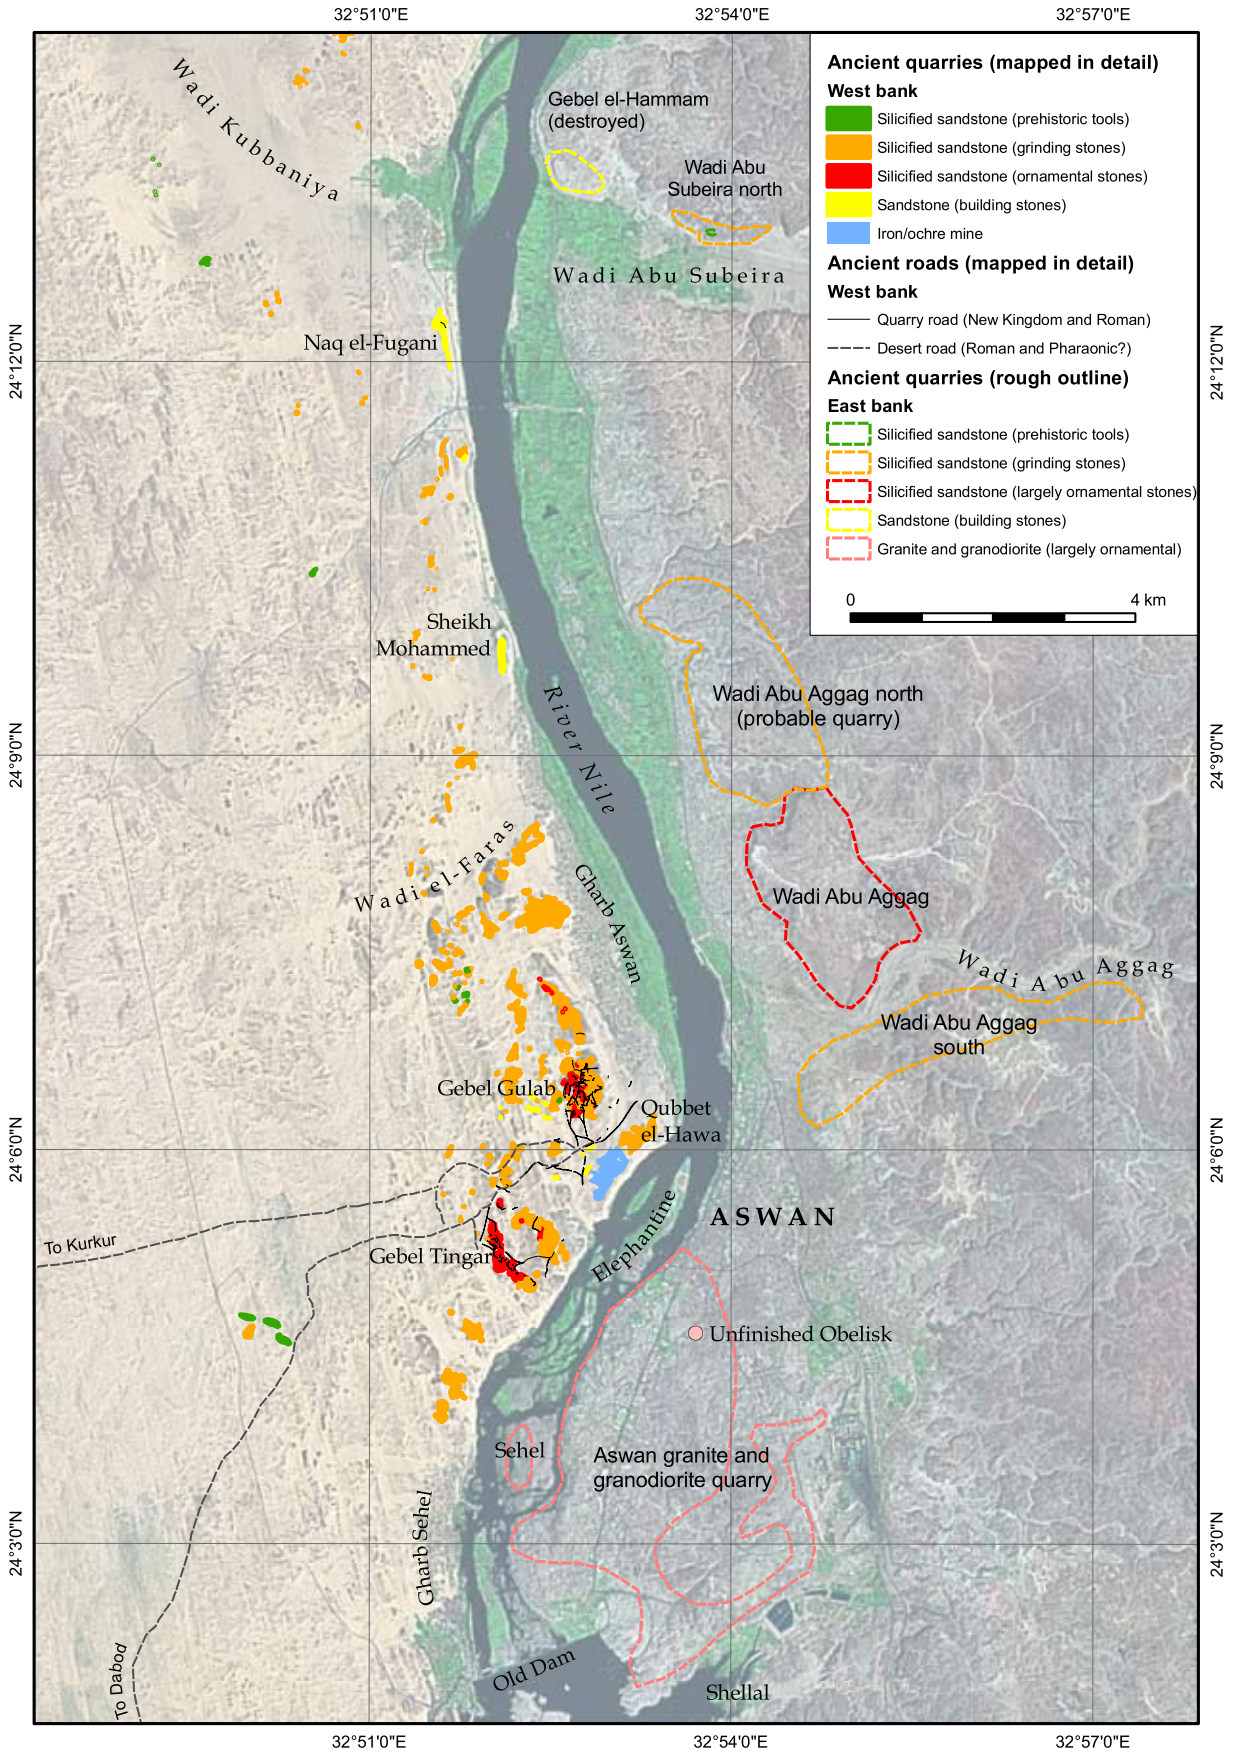 32°51'0"E
32°54'0"E
32°57'0"E
Ancient quarries (mapped in detail)
West bank
Silicified sandstone (prehistoric tools)
Silicified sandstone (grinding stones)
Silicified sandstone (ornamental stones)
Sandstone (building stones)
Iron/ochre mine
Ancient roads (mapped in detail)
West bank
Quarry road (New Kingdom and Roman)
Desert road (Roman and Pharaonic?)
Ancient quarries (rough outline)
East bank
Silicified sandstone (prehistoric tools)
Silicified sandstone (grinding stones)
Silicified sandstone (largely ornamental stones)
Sandstone (building stones)
Granite and granodiorite (largely ornamental)
0
4 km
Wadi Kubbaniya
Gebel el-Hammam
(destroyed)
Wadi Abu
Subeira north
Wadi Abu Subeira
Naq el-Fugani
24°12'0"N
24°12'0"N
Sheikh
Mohammed
River Nile
Wadi Abu Aggag north
(probable quarry)
24°9'0"N
24°9'0"N
Wadi el-Faras
Gharb Aswan
Wadi Abu Aggag
Wadi Abu Aggag
Wadi Abu Aggag
south
Gebel Gulab
Qubbet
el-Hawa
24°6'0"N
24°6'0"N
Elephantine
ASWAN
To Kurkur
Gebel Tingar
Unfinished Obelisk
Sehel
Aswan granite and
granodiorite quarry
Gharb Sehel
24°3'0"N
24°3'0"N
To Dabod
Old Dam
Shellal
32°51'0"E
32°54'0"E
32°57'0"E